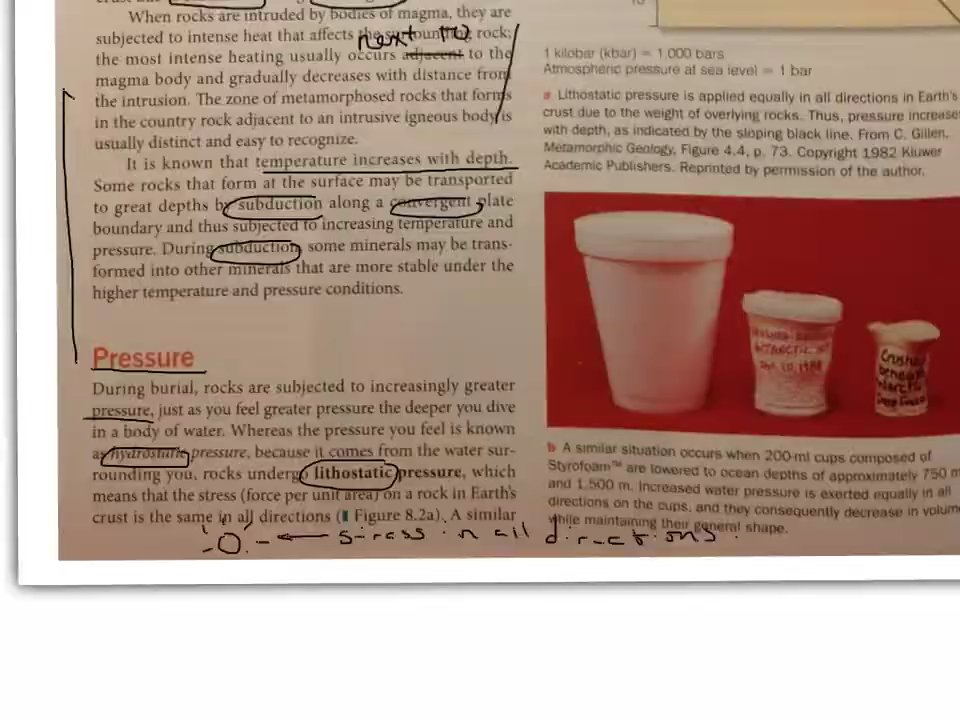 When rocks are intruded by bodies of magma, they are
subjected to intense heat that affects the surrounding rock;
next to
the most intense heating usually occurs adjacent to the
magma body and gradually decreases with distance from
the intrusion. The zone of metamorphosed rocks that forms
in the country rock adjacent to an intrusive igneous body is
usually distinct and easy to recognize.
It is known that temperature increases with depth.
Some rocks that form at the surface may be transported
to great depths by subduction along a convergent plate
boundary and thus subjected to increasing temperature and
pressure. During subduction, some minerals may be trans-
formed into other minerals that are more stable under the
higher temperature and pressure conditions.
Pressure
During burial, rocks are subjected to increasingly greater
pressure, just as you feel greater pressure the deeper you dive
in a body of water. Whereas the pressure you feel is known
as hydrostatic pressure, because it comes from the water sur-
rounding you, rocks undergo lithostatic pressure, which
means that the stress (force per unit area) on a rock in Earth's
crust is the same in all directions (Figure 8.2a). A similar
stress in all directions.
1 kilobar (kbar) = 1,000 bars
Atmospheric pressure at sea level = 1 bar
a Lithostatic pressure is applied equally in all directions in Earth's
crust due to the weight of overlying rocks. Thus, pressure increases
with depth, as indicated by the sloping black line. From C. Gillen,
Metamorphic Geology, Figure 4.4, p. 73. Copyright 1982 Kluwer
Academic Publishers. Reprinted by permission of the author.
Crushed
beneath
b A similar situation occurs when 200-ml cups composed of
Styrofoam™ are lowered to ocean depths of approximately 750 m
and 1,500 m. Increased water pressure is exerted equally in all
directions on the cups, and they consequently decrease in volume
while maintaining their general shape.